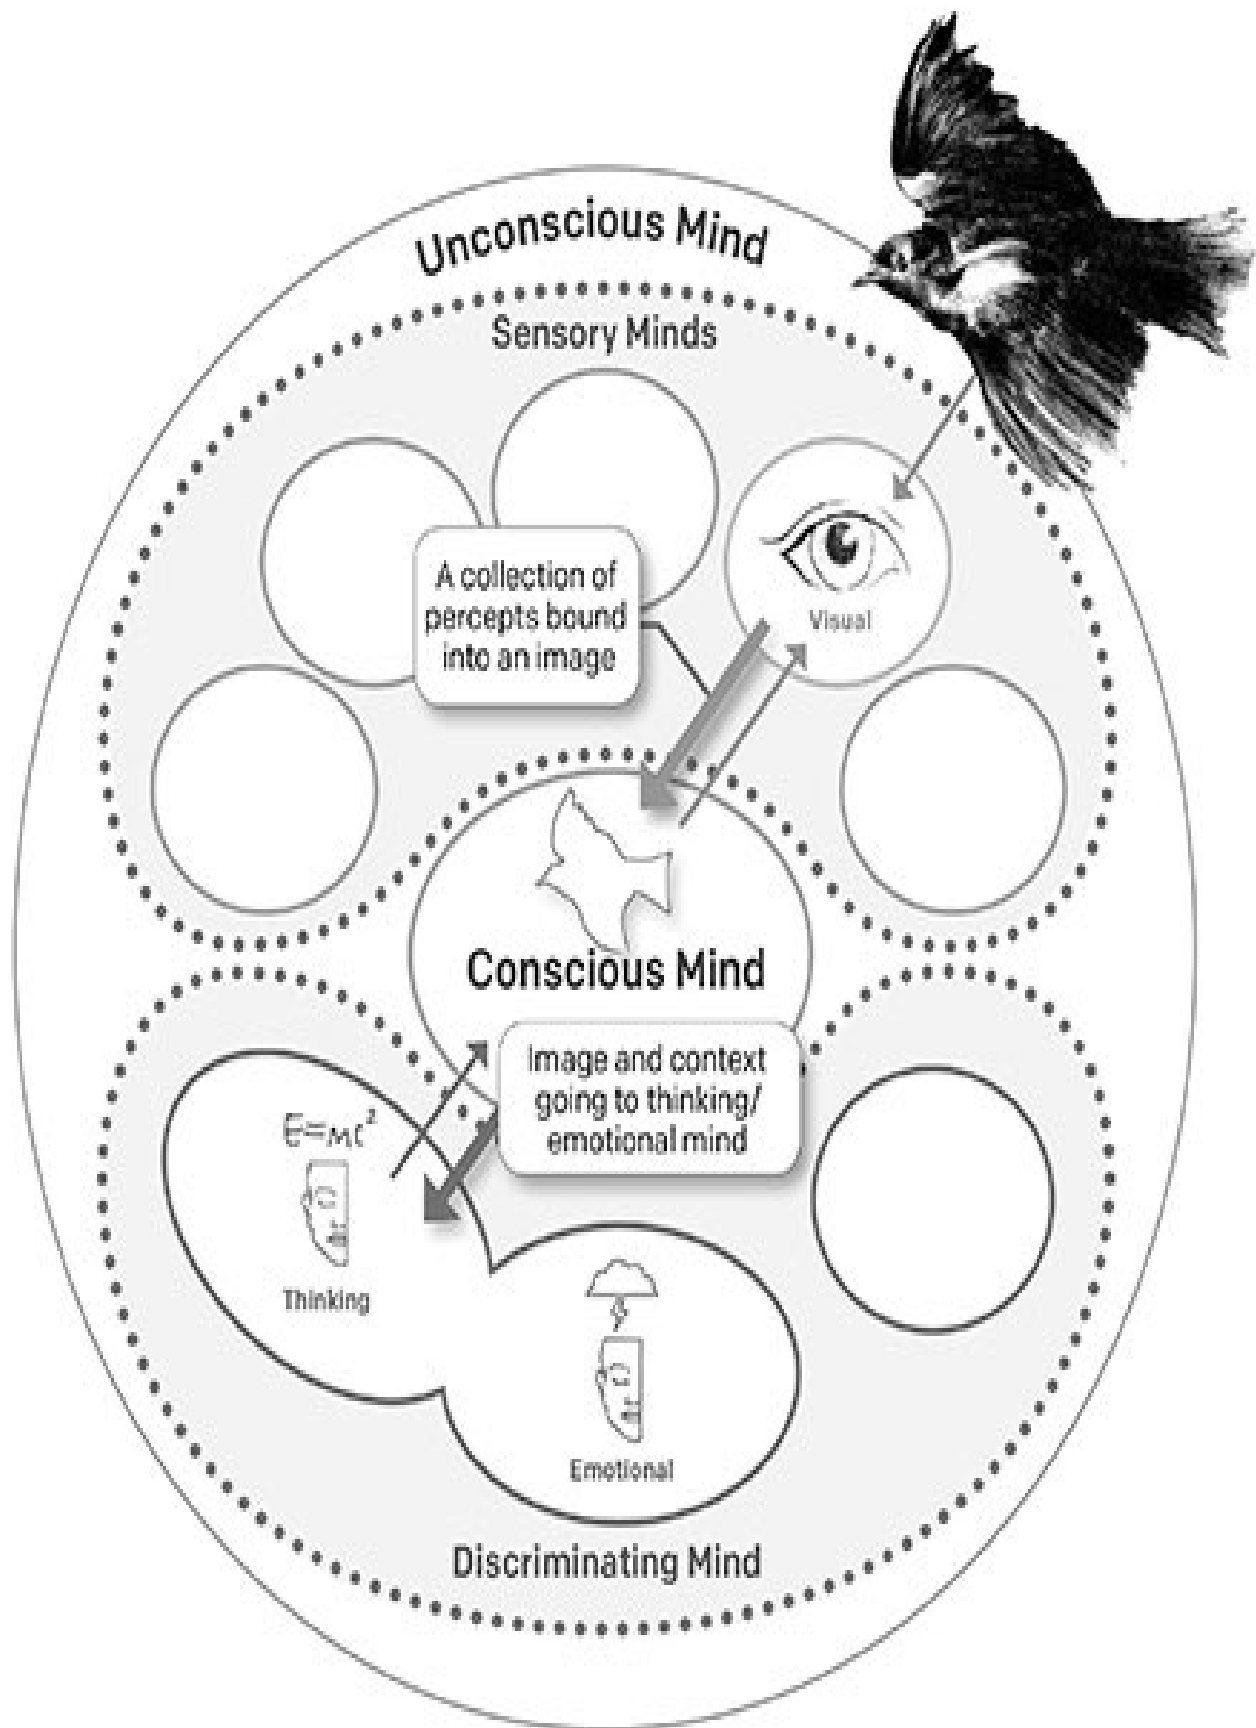 Unconscious Mind
Sensory Minds
A collection of
percepts bound
into an image
Visual
Conscious Mind
Image and context
going to thinking/
emotional mind
E=mc²
Thinking
Emotional
Discriminating Mind